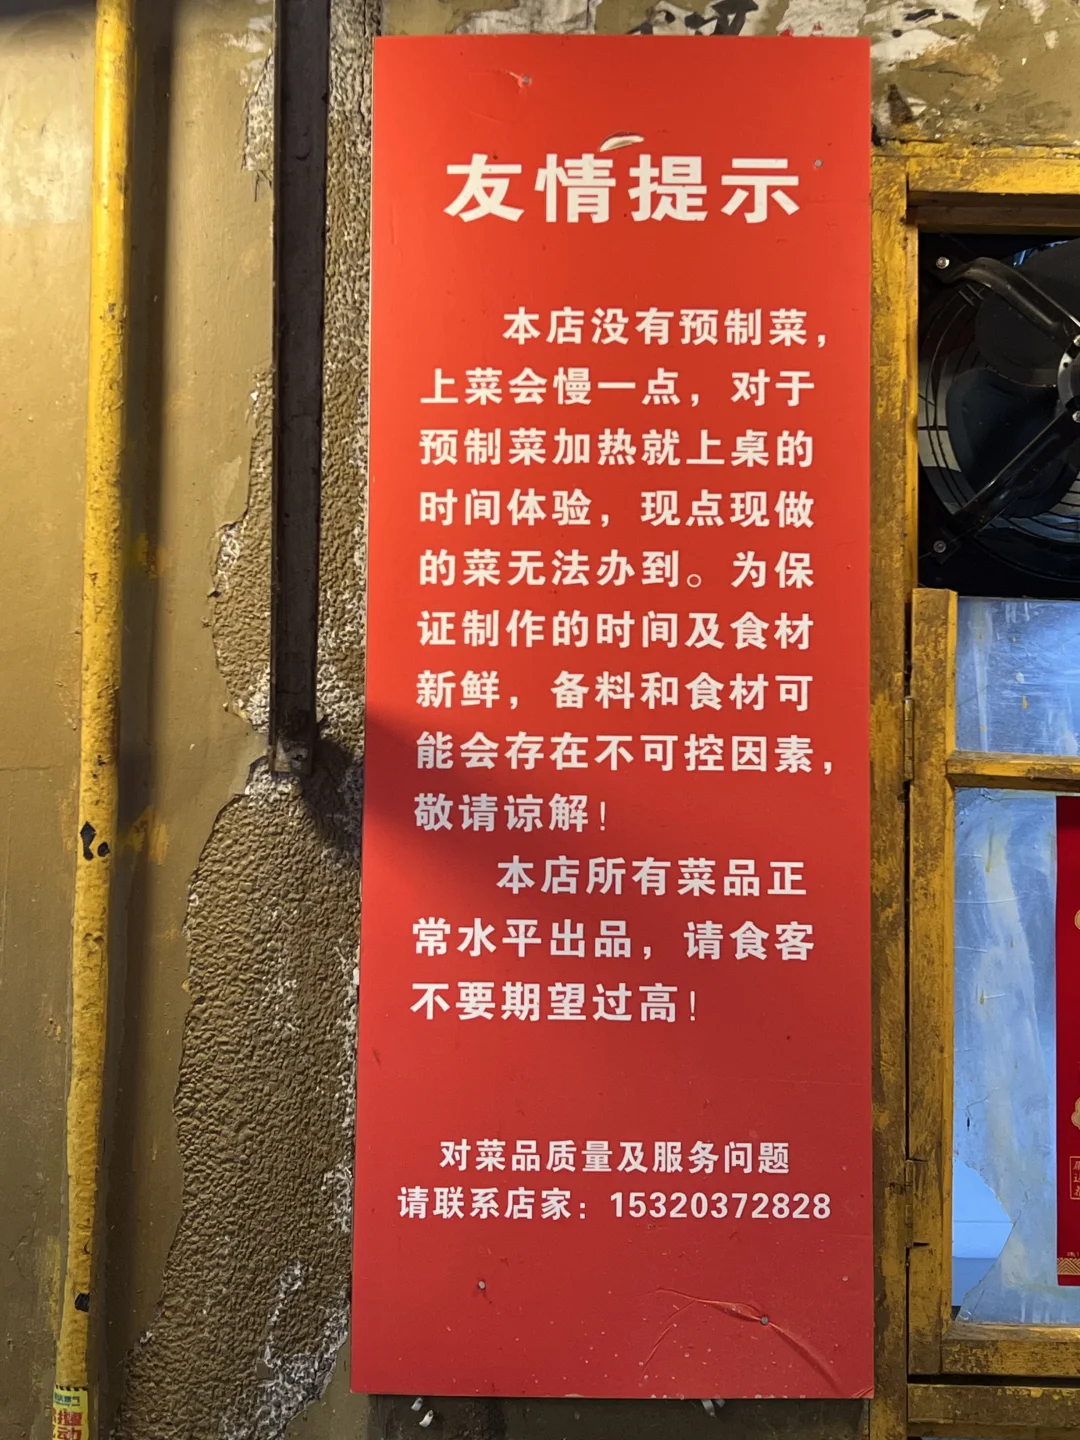 友情提示
本店没有预制菜，
上菜会慢一点，对于
预制菜加热就上桌的
时间体验，现点现做
的菜无法办到。为保
证制作的时间及食材
新鲜，备料和食材可
能会存在不可控因素，
敬请谅解！
本店所有菜品正
常水平出品，请食客
不要期望过高！
对菜品质量及服务问题
请联系店家：15320372828